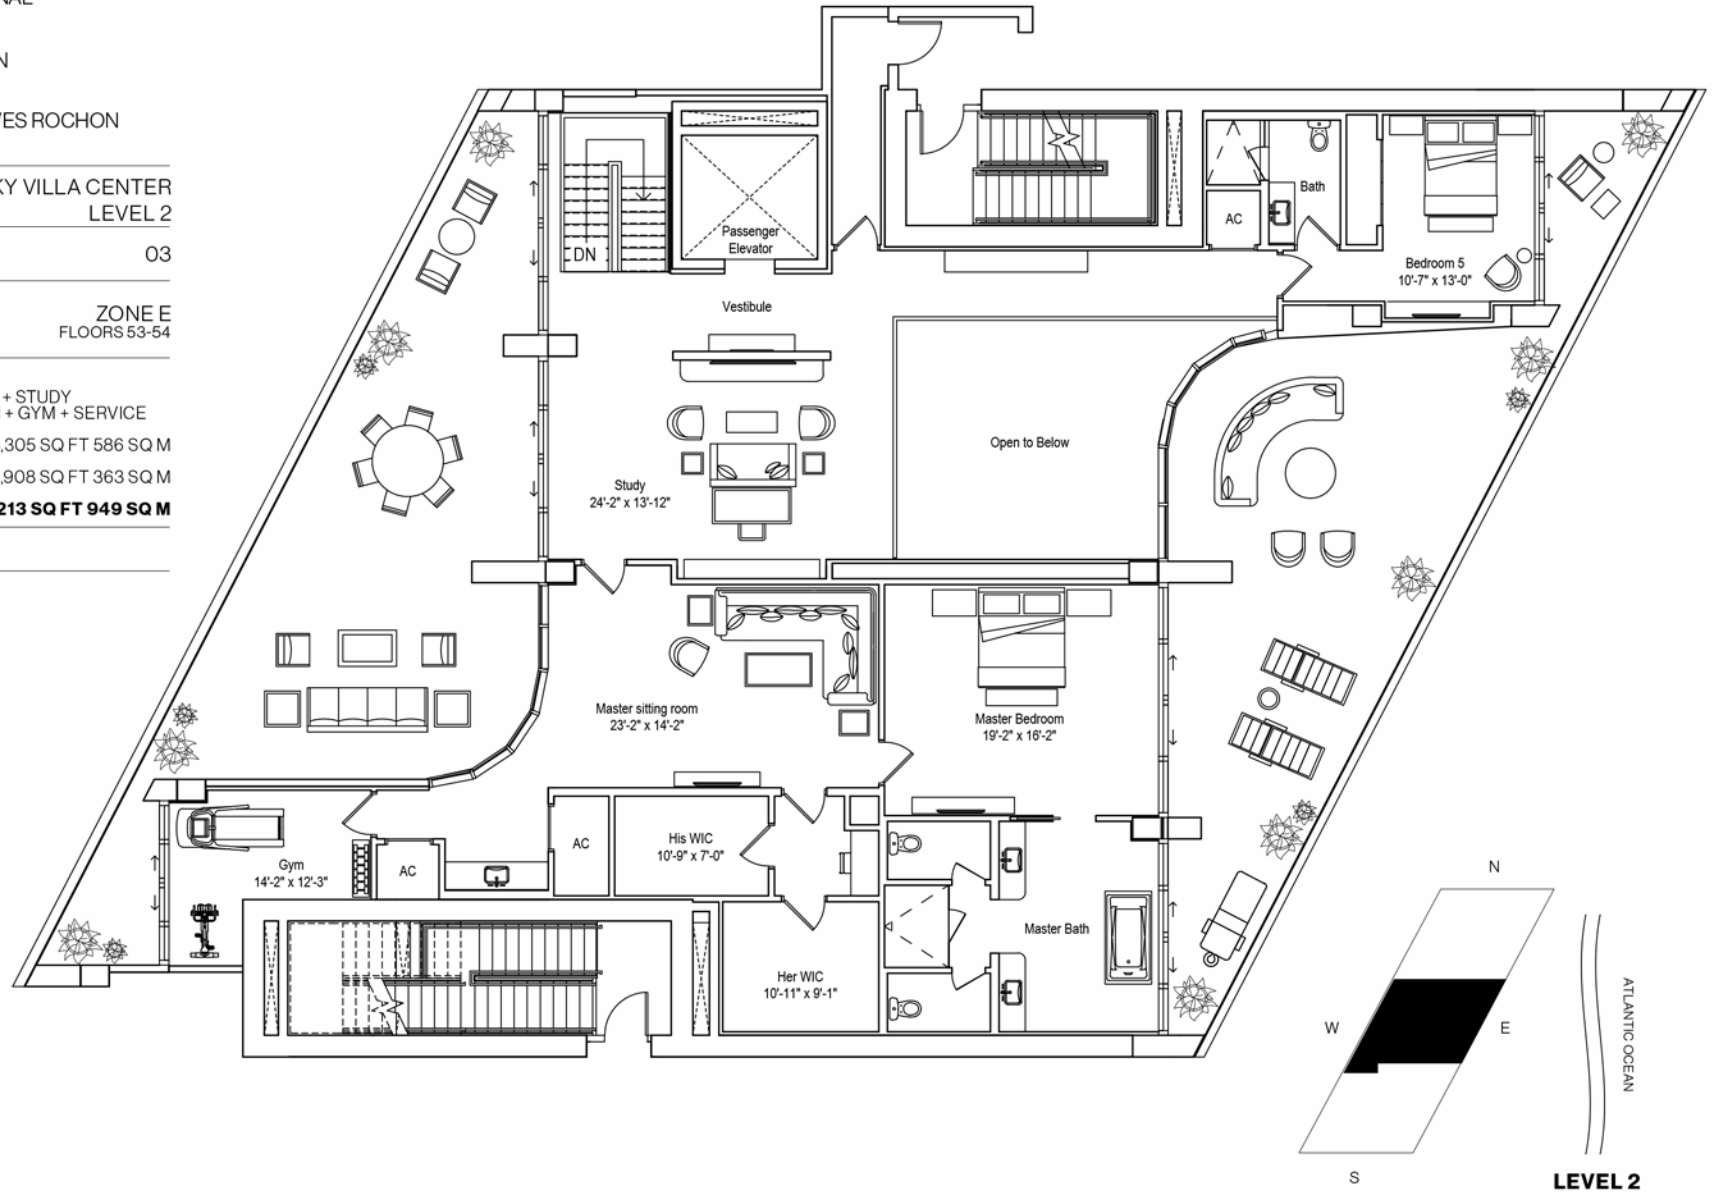 N
VES ROCHON
KY VILLA CENTER
LEVEL 2
03
ZONE E
FLOORS 53-54
+ STUDY
+ GYM + SERVICE
,305 SQ FT 586 SQ M
,908 SQ FT 363 SQ M
213 SQ FT 949 SQ M
DN
Passenger
Elevator
Vestibule
AC
Bath
Bedroom 5
10'-7" x 13'-0"
Open to Below
Study
24'-2" x 13'-12"
Master sitting room
23'-2" x 14'-2"
Master Bedroom
19'-2" x 16'-2"
Gym
14'-2" x 12'-3"
AC
AC
His WIC
10'-9" x 7'-0"
Her WIC
10'-11" x 9'-1"
Master Bath
N
W
E
S
ATLANTIC OCEAN
LEVEL 2